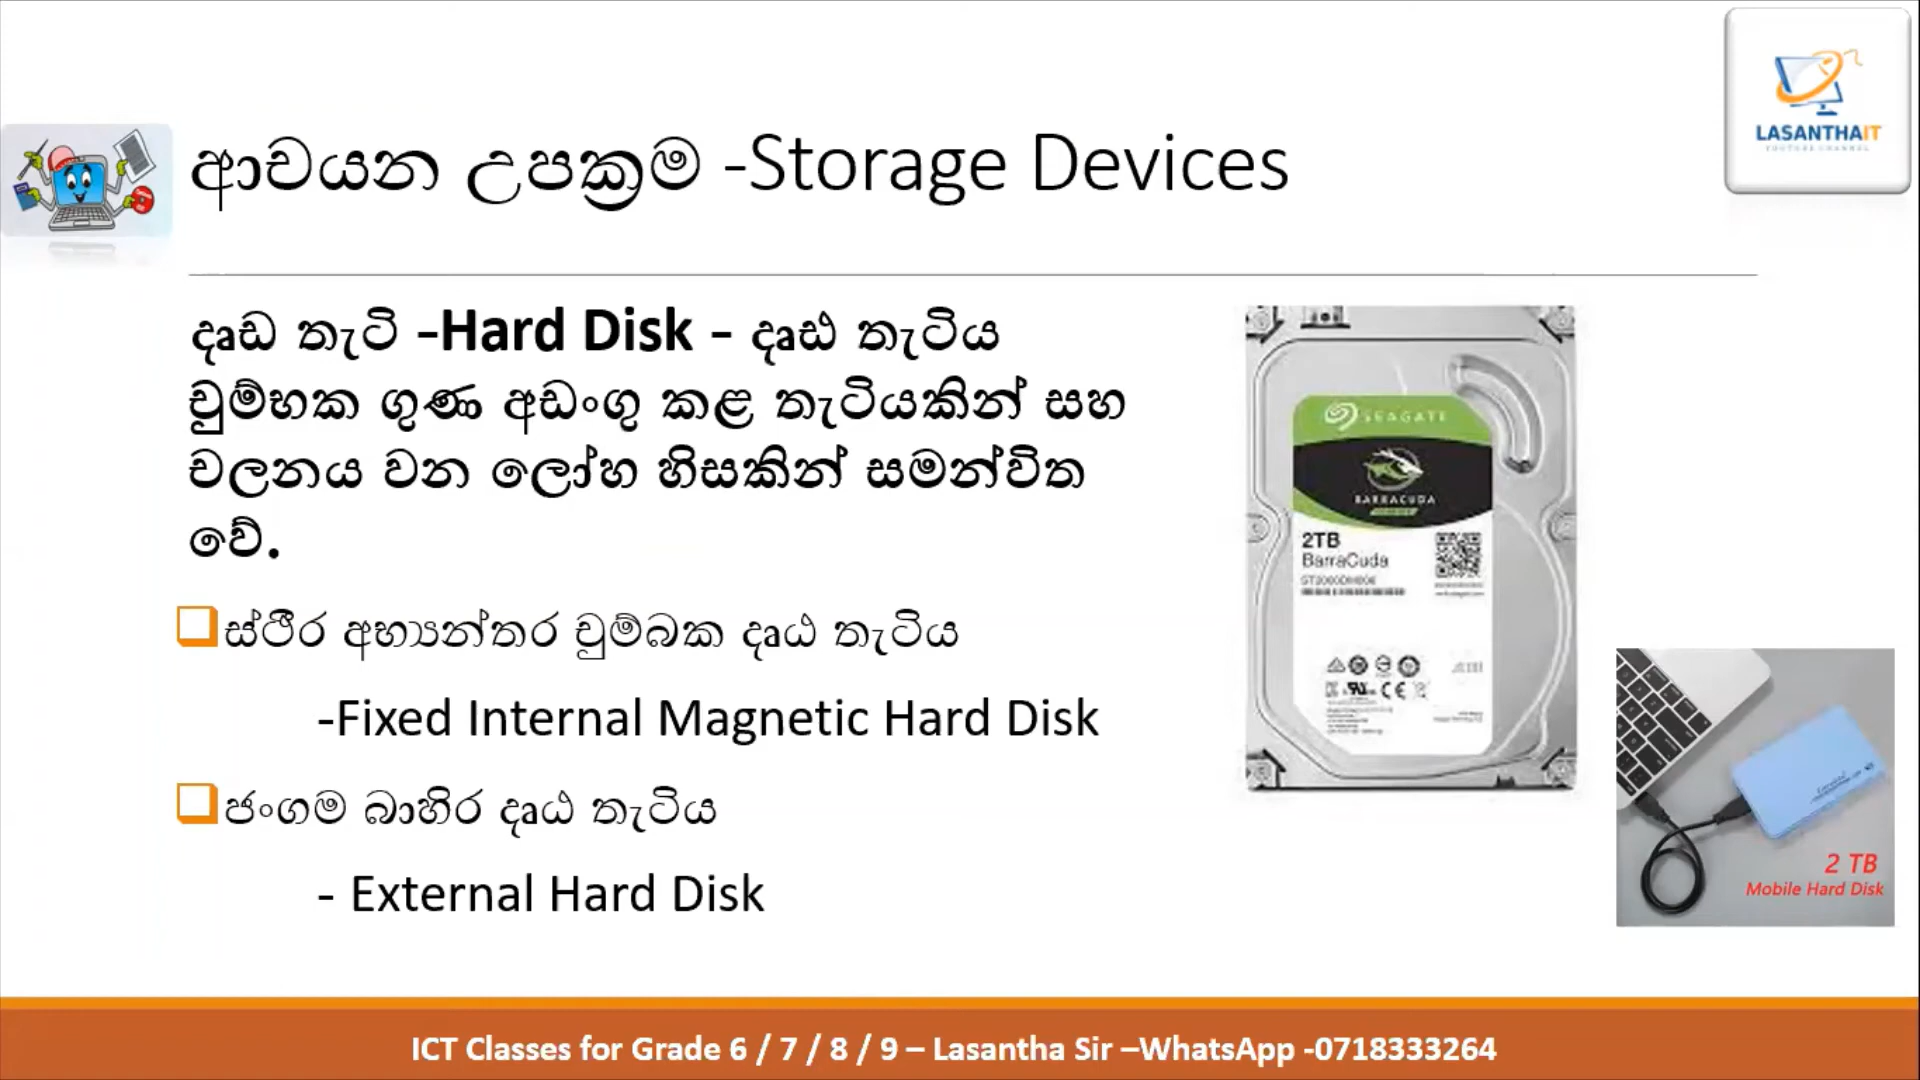 LASANTHAIT
YOUTUBE CHANNEL
ආචයන උපක්‍රම -Storage Devices
දෘඩ තැටි -Hard Disk - දෘඪ තැටිය
චුම්භක ගුණ අඩංගු කළ තැටියකින් සහ
චලනය වන ලෝහ හිසකින් සමන්විත
වේ.
ස්ථීර අභ්‍යන්තර චුම්බක දෘඨ තැටිය
-Fixed Internal Magnetic Hard Disk
ජංගම බාහිර දෘඨ තැටිය
- External Hard Disk
SEAGATE
BARRACUDA
2TB
BarraCuda
2 TB
Mobile Hard Disk
ICT Classes for Grade 6 / 7 / 8 / 9 – Lasantha Sir –WhatsApp -0718333264